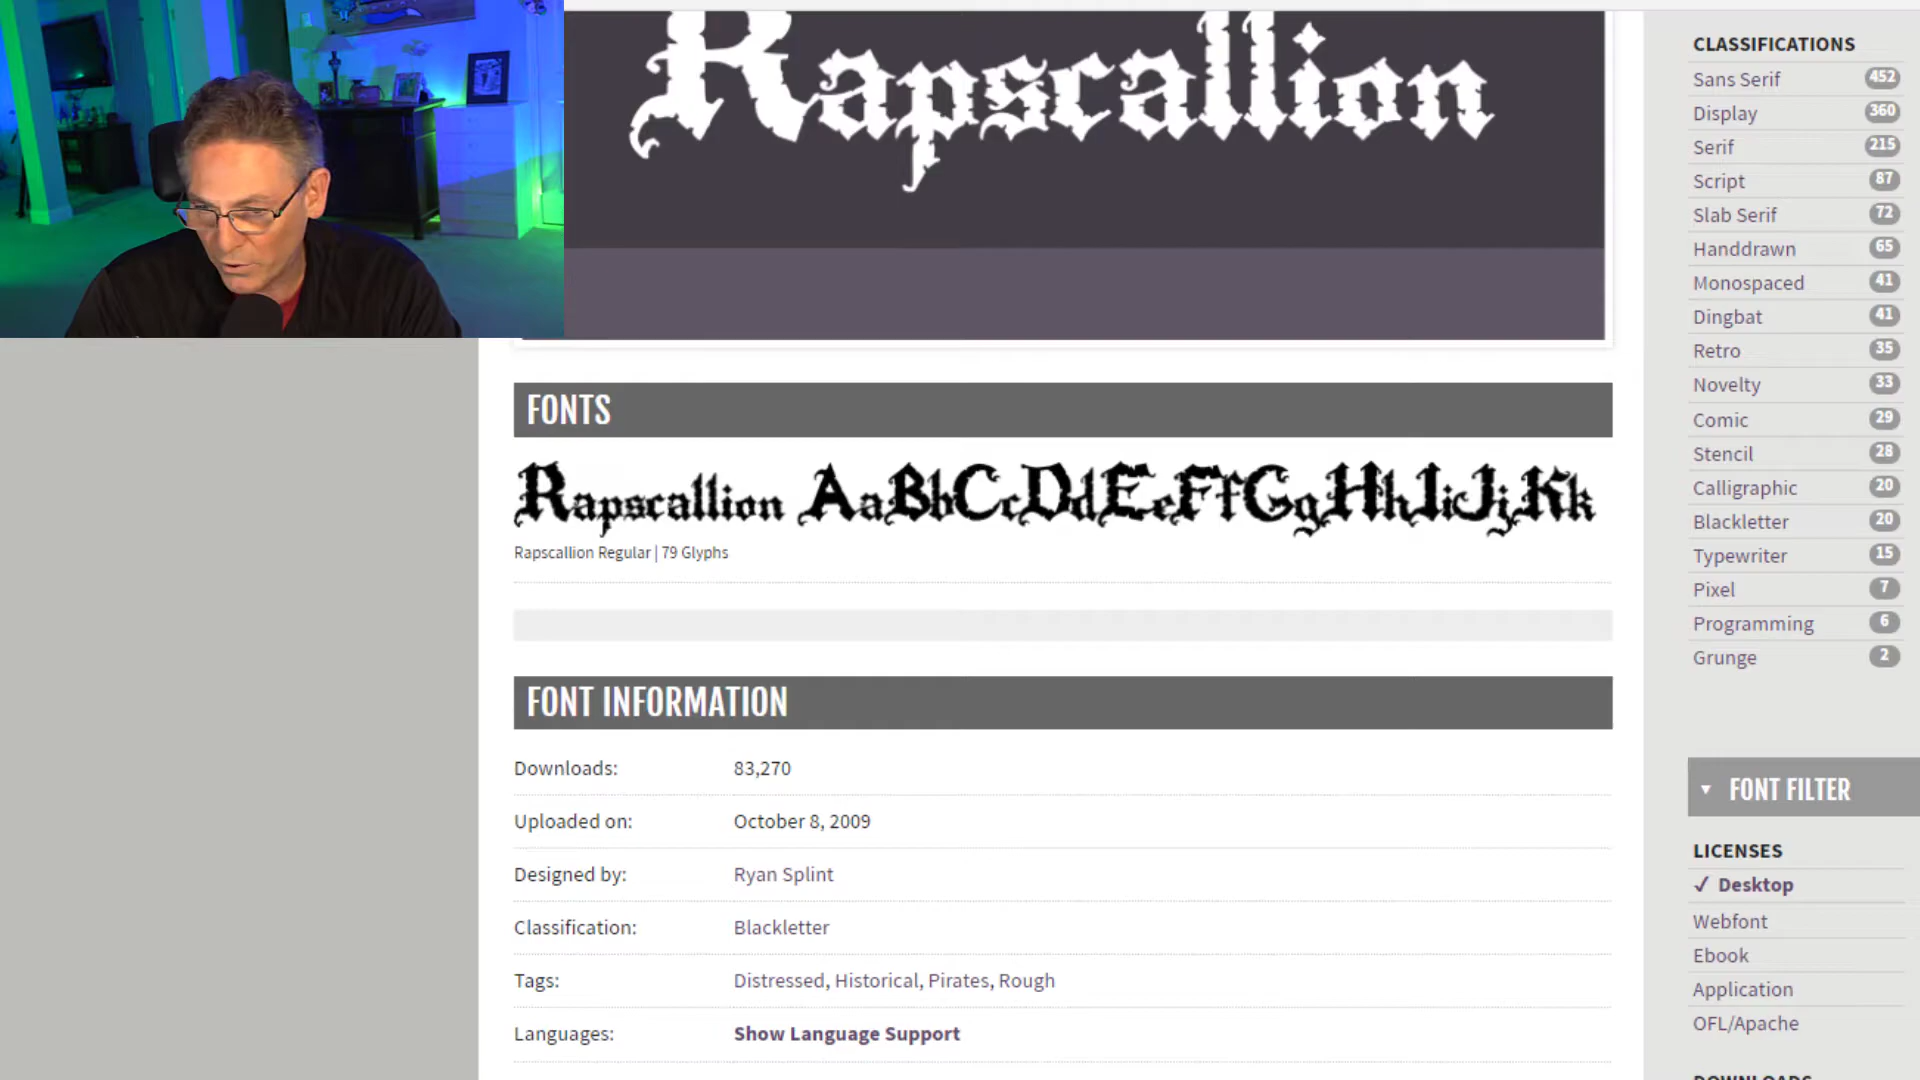 Rapscallion
FONTS
Rapscallion AaBbCcDdEeFfGgHhIiJjKk
Rapscallion Regular | 79 Glyphs
FONT INFORMATION
Downloads: 83,270
Uploaded on: October 8, 2009
Designed by: Ryan Splint
Classification: Blackletter
Tags: Distressed, Historical, Pirates, Rough
Languages: Show Language Support
CLASSIFICATIONS
Sans Serif 452
Display 360
Serif 215
Script 87
Slab Serif 72
Handdrawn 65
Monospaced 41
Dingbat 41
Retro 35
Novelty 33
Comic 29
Stencil 28
Calligraphic 20
Blackletter 20
Typewriter 15
Pixel 7
Programming 6
Grunge 2
▼ FONT FILTER
LICENSES
✓ Desktop
Webfont
Ebook
Application
OFL/Apache
DOWNLOADS